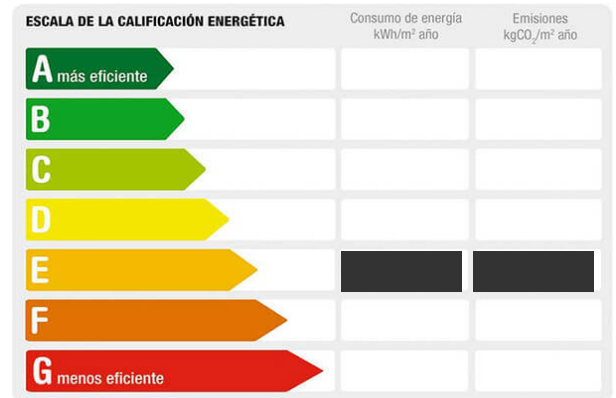 ESCALA DE LA CALIFICACIÓN ENERGÉTICA
Consumo de energía
kWh/m² año
Emisiones
kgCO₂/m² año
A más eficiente
B
C
D
E
F
G menos eficiente